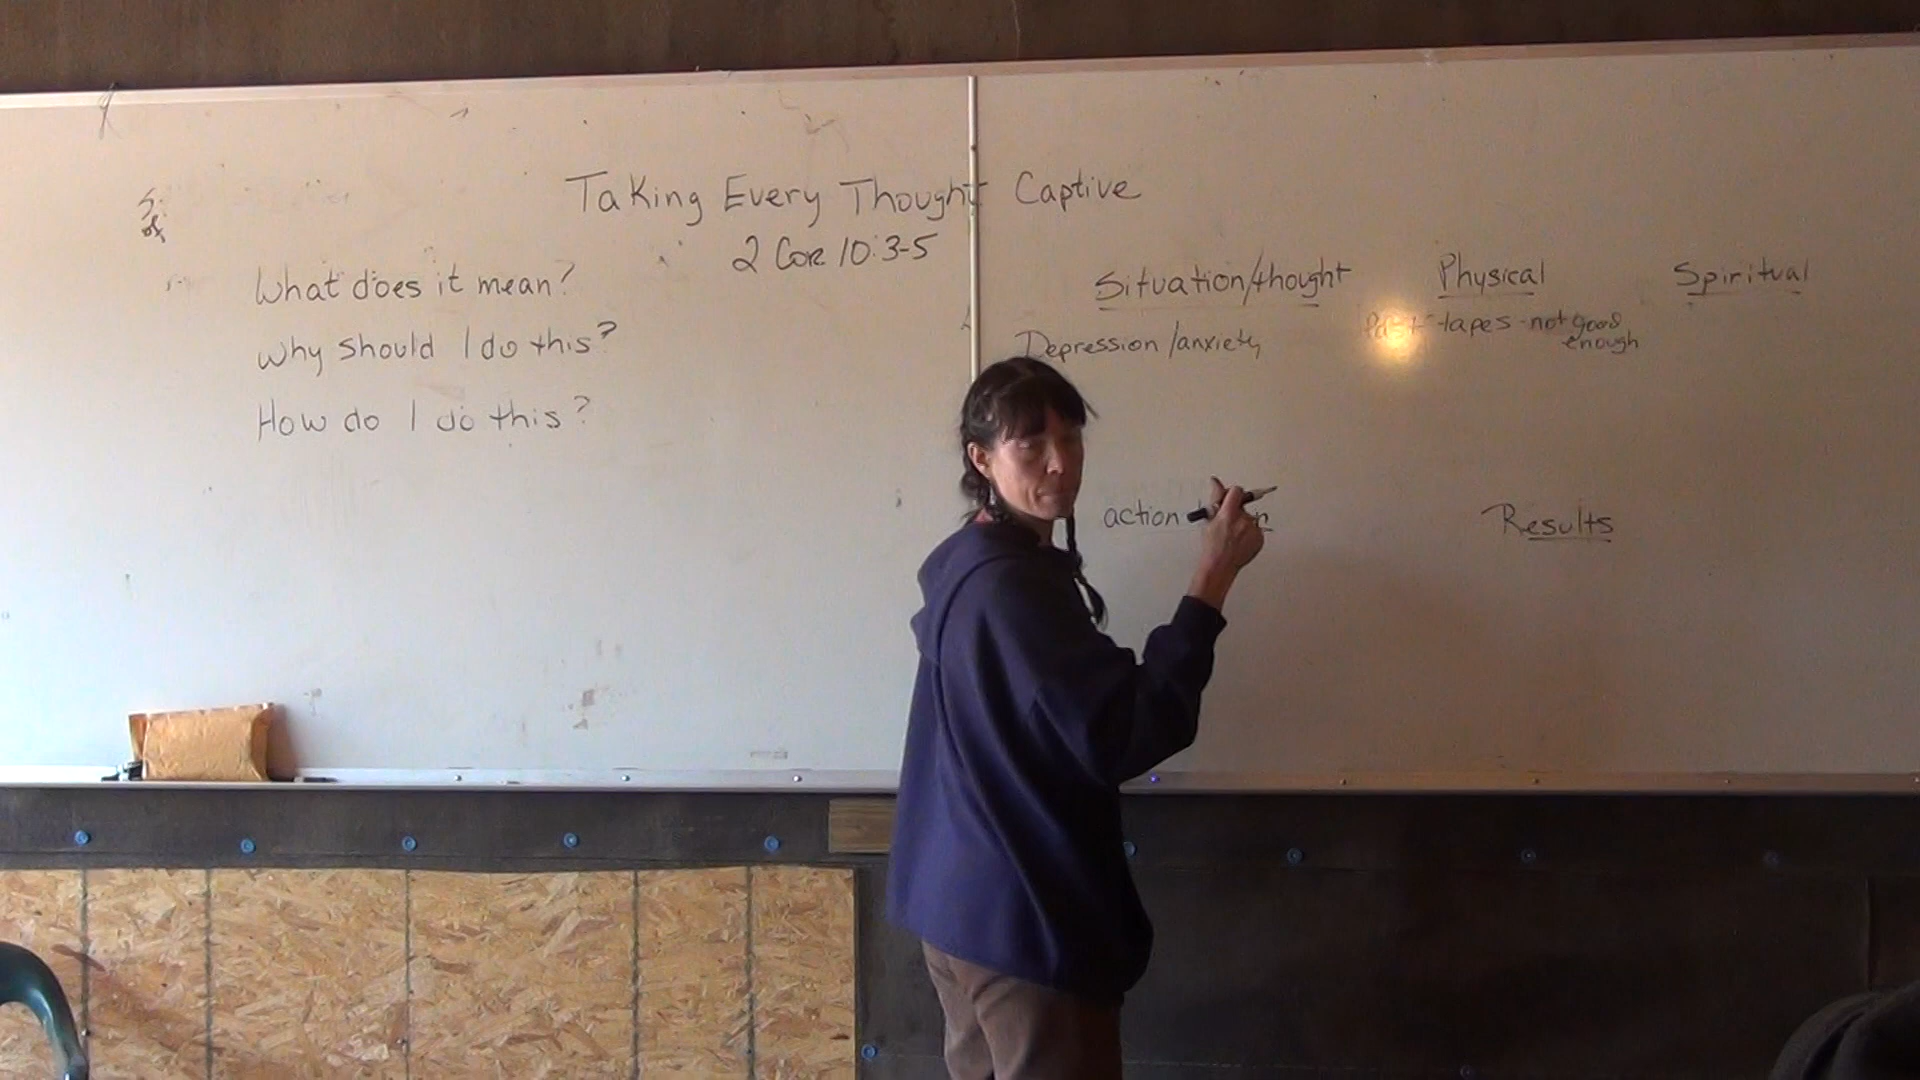 Taking Every Thought Captive
2 Cor 10:3-5
What does it mean?
Why should I do this?
How do I do this?
Situation/thought
Physical
Spiritual
Depression/anxiety
Past tapes - not good
enough
action
Results